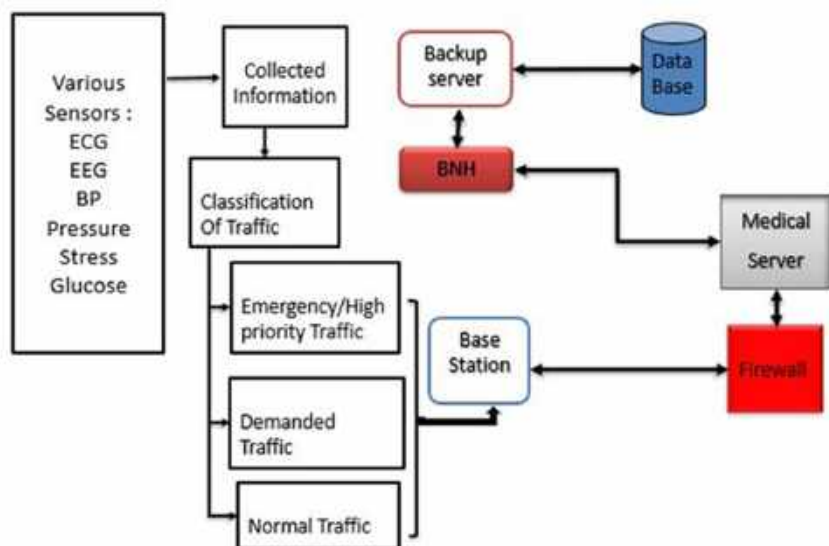 Various
Sensors :
ECG
EEG
BP
Pressure
Stress
Glucose
Collected
Information
Classification
Of Traffic
Emergency/High
priority Traffic
Demanded
Traffic
Normal Traffic
Backup
server
Data
Base
BNH
Medical
Server
Base
Station
Firewall